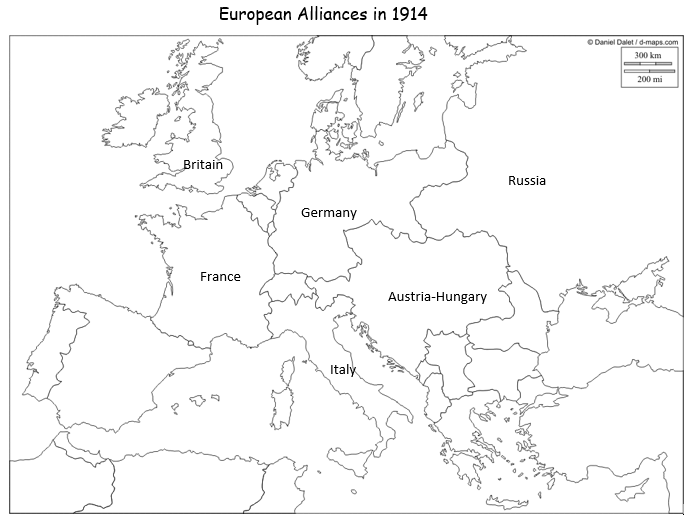 European Alliances in 1914
© Daniel Dalet / d-maps.com
300 km
200 mi
Britain
Russia
Germany
France
Austria-Hungary
Italy